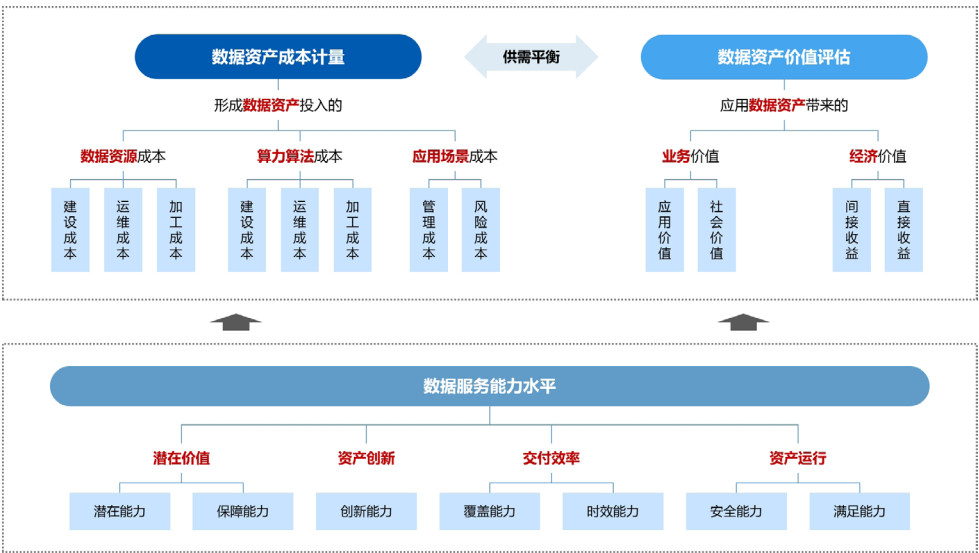 数据资产成本计量
供需平衡
数据资产价值评估
形成数据资产投入的
应用数据资产带来的
数据资源成本
算力算法成本
应用场景成本
业务价值
经济价值
建设成本
运维成本
加工成本
建设成本
运维成本
加工成本
管理成本
风险成本
应用价值
社会价值
间接收益
直接收益
数据服务能力水平
潜在价值
资产创新
交付效率
资产运行
潜在能力
保障能力
创新能力
覆盖能力
时效能力
安全能力
满足能力